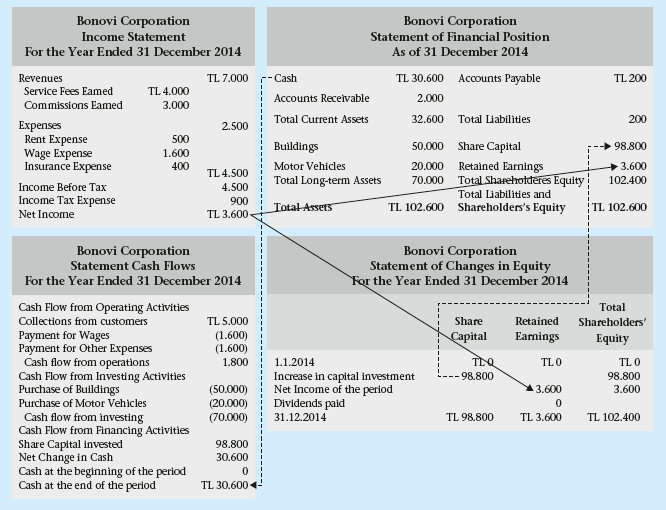 Bonovi Corporation
Income Statement
For the Year Ended 31 December 2014
Revenues TL 7.000
Service Fees Earned TL 4.000
Commissions Earned 3.000
Expenses 2.500
Rent Expense 500
Wage Expense 1.600
Insurance Expense 400
TL 4.500
Income Before Tax 4.500
Income Tax Expense 900
Net Income TL 3.600
Bonovi Corporation
Statement of Financial Position
As of 31 December 2014
Cash TL 30.600 Accounts Payable TL 200
Accounts Receivable 2.000
Total Current Assets 32.600 Total Liabilities 200
Buildings 50.000 Share Capital 98.800
Motor Vehicles 20.000 Retained Earnings 3.600
Total Long-term Assets 70.000 Total Shareholderes Equity 102.400
Total Liabilities and
Total Assets TL 102.600 Shareholders's Equity TL 102.600
Bonovi Corporation
Statement Cash Flows
For the Year Ended 31 December 2014
Cash Flow from Operating Activities
Collections from customers TL 5.000
Payment for Wages (1.600)
Payment for Other Expenses (1.600)
Cash flow from operations 1.800
Cash Flow from Investing Activities
Purchase of Buildings (50.000)
Purchase of Motor Vehicles (20.000)
Cash flow from investing (70.000)
Cash Flow from Financing Activities
Share Capital invested 98.800
Net Change in Cash 30.600
Cash at the beginning of the period 0
Cash at the end of the period TL 30.600
Bonovi Corporation
Statement of Changes in Equity
For the Year Ended 31 December 2014
Total
Share Retained Shareholders'
Capital Earnings Equity
1.1.2014 TL 0 TL 0 TL 0
Increase in capital investment 98.800 98.800
Net Income of the period 3.600 3.600
Dividends paid 0
31.12.2014 TL 98.800 TL 3.600 TL 102.400